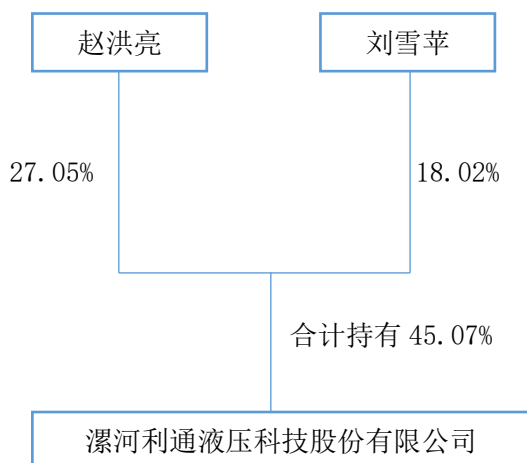 赵洪亮
刘雪苹
27.05%
18.02%
合计持有 45.07%
漯河利通液压科技股份有限公司